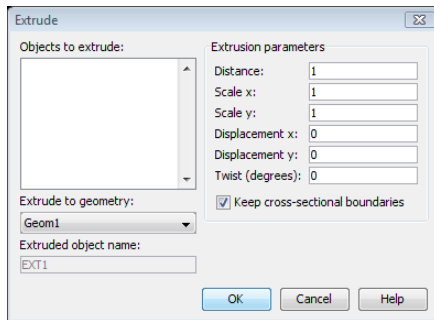 Extrude
Objects to extrude:
Extrude to geometry:
Geom1
Extruded object name:
EXT1
Extrusion parameters
Distance: 1
Scale x: 1
Scale y: 1
Displacement x: 0
Displacement y: 0
Twist (degrees): 0
Keep cross-sectional boundaries
OK Cancel Help